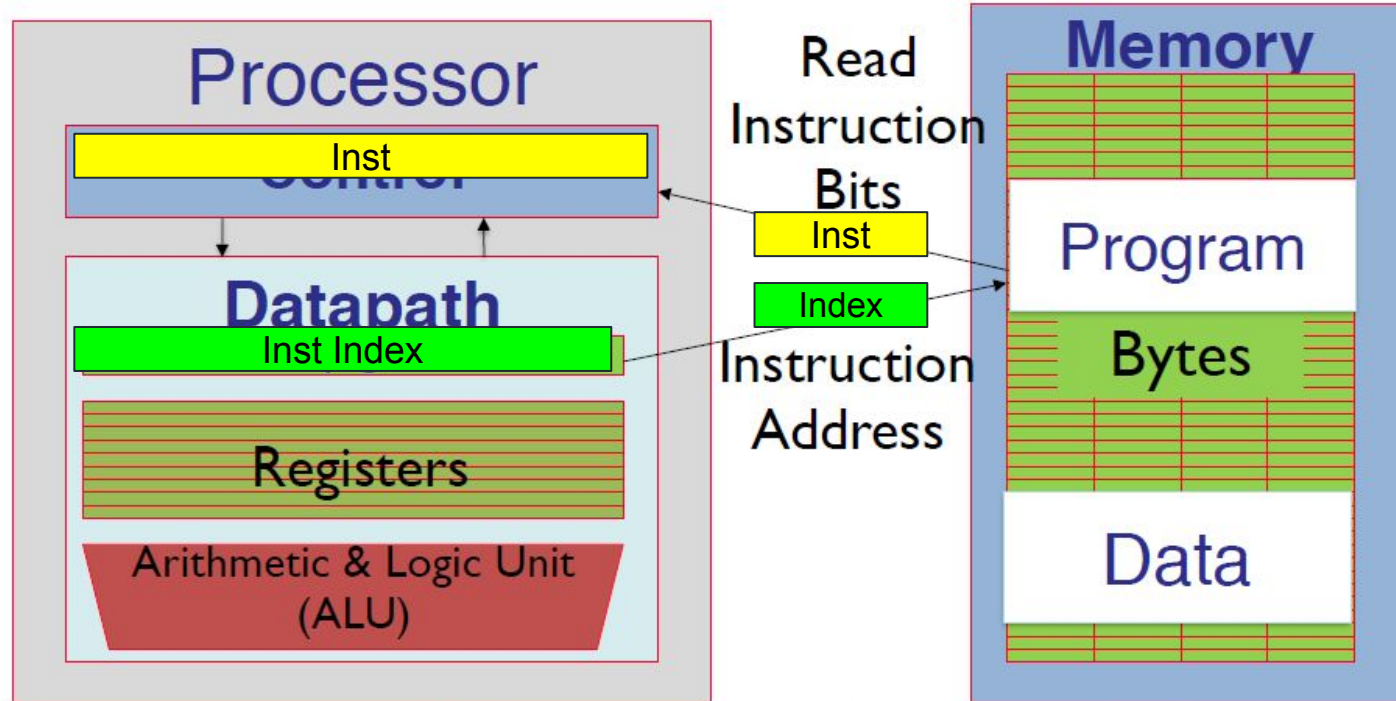 Processor
Inst
Control
Datapath
Inst Index
Registers
Arithmetic & Logic Unit
(ALU)
Read
Instruction
Bits
Inst
Index
Instruction
Address
Memory
Program
Bytes
Data